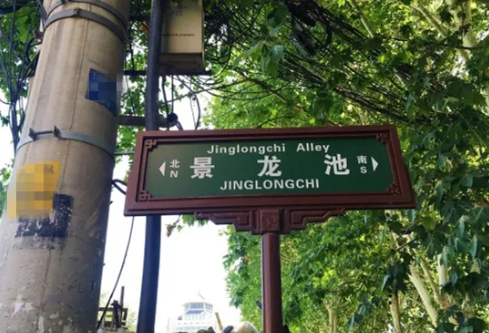 Jinglongchi Alley
北 景 龙 池 南
N S
JINGLONGCHI